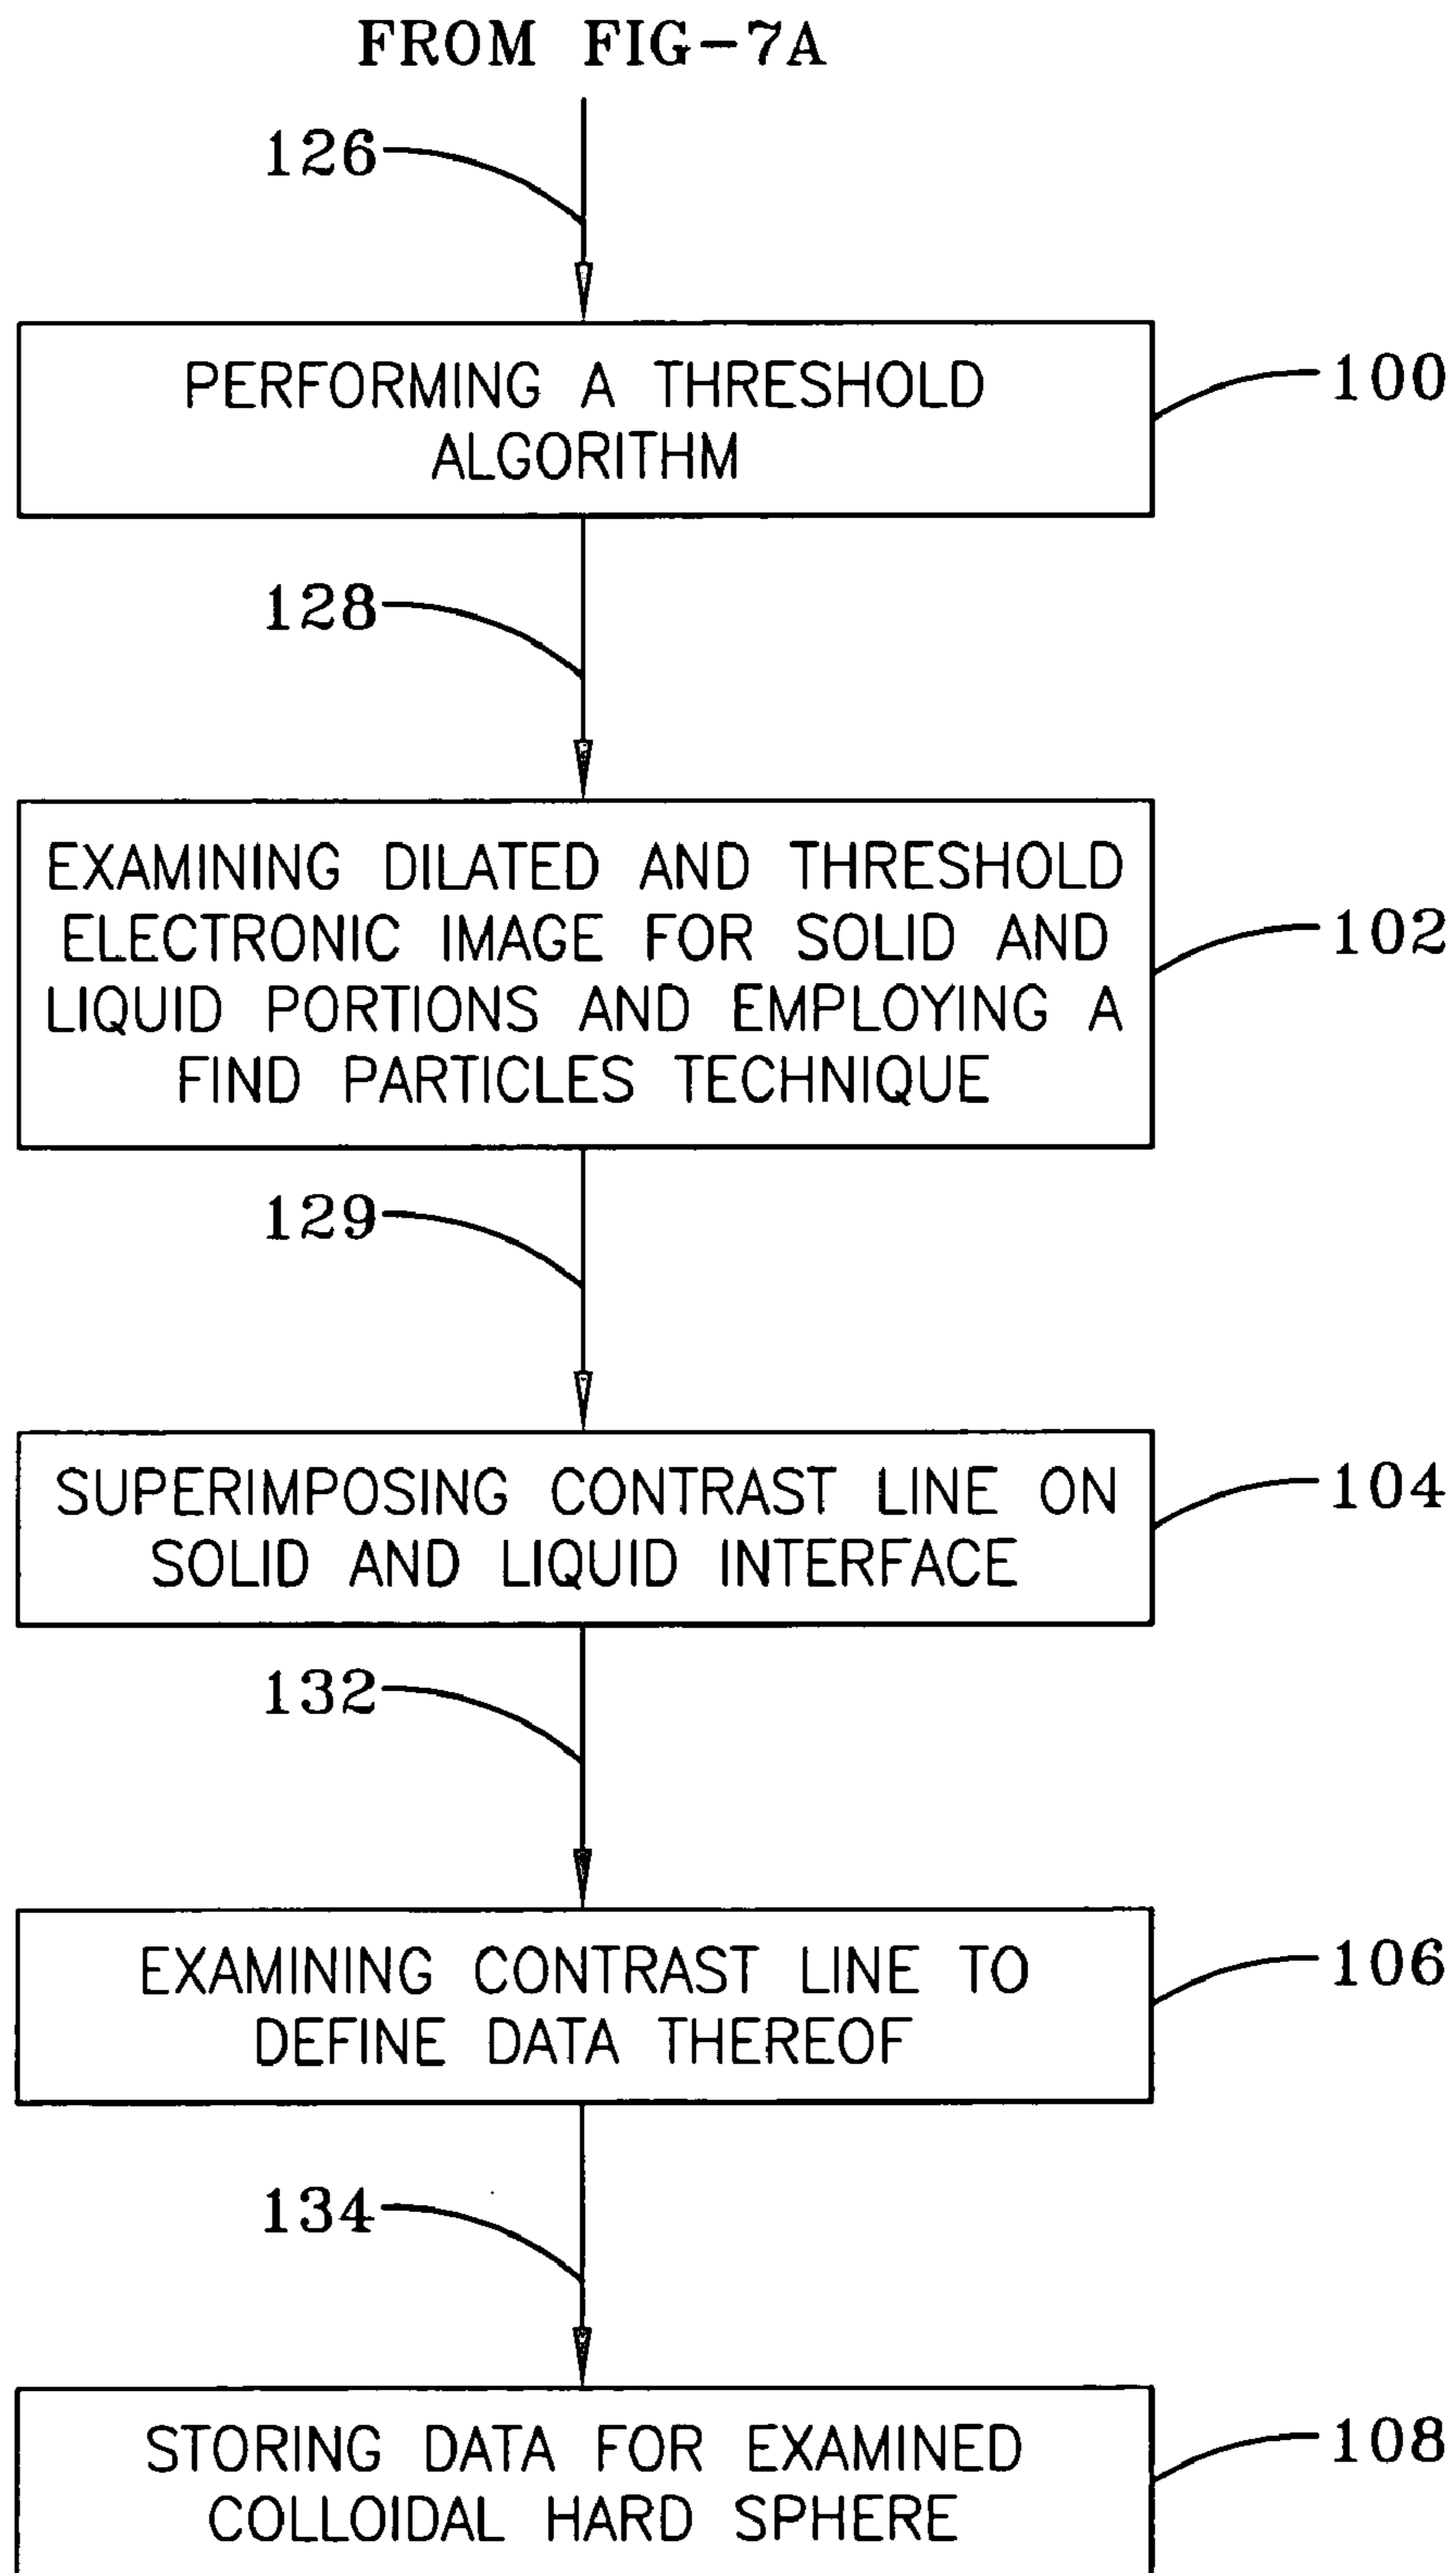 FROM FIG-7A
126
PERFORMING A THRESHOLD
ALGORITHM
100
128
EXAMINING DILATED AND THRESHOLD
ELECTRONIC IMAGE FOR SOLID AND
LIQUID PORTIONS AND EMPLOYING A
FIND PARTICLES TECHNIQUE
102
129
SUPERIMPOSING CONTRAST LINE ON
SOLID AND LIQUID INTERFACE
104
132
EXAMINING CONTRAST LINE TO
DEFINE DATA THEREOF
106
134
STORING DATA FOR EXAMINED
COLLOIDAL HARD SPHERE
108